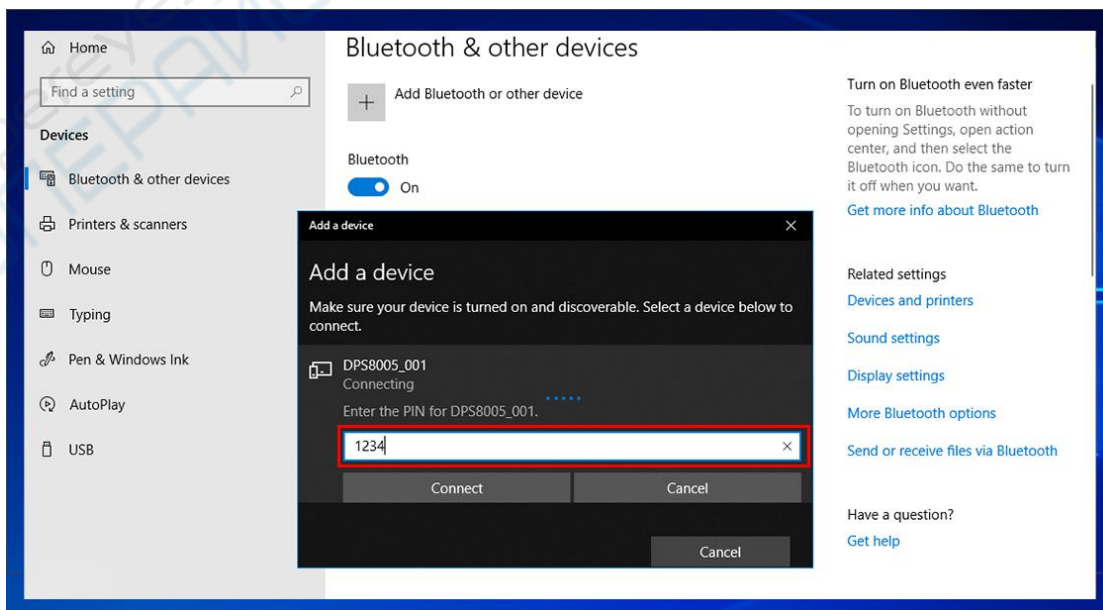 Home
Find a setting
Devices
Bluetooth & other devices
Printers & scanners
Mouse
Typing
Pen & Windows Ink
AutoPlay
USB
Bluetooth & other devices
Add Bluetooth or other device
Bluetooth
On
Add a device
Add a device
Make sure your device is turned on and discoverable. Select a device below to
connect.
DPS8005_001
Connecting
Enter the PIN for DPS8005_001.
1234
Connect
Cancel
Cancel
Turn on Bluetooth even faster
To turn on Bluetooth without
opening Settings, open action
center, and then select the
Bluetooth icon. Do the same to turn
it off when you want.
Get more info about Bluetooth
Related settings
Devices and printers
Sound settings
Display settings
More Bluetooth options
Send or receive files via Bluetooth
Have a question?
Get help